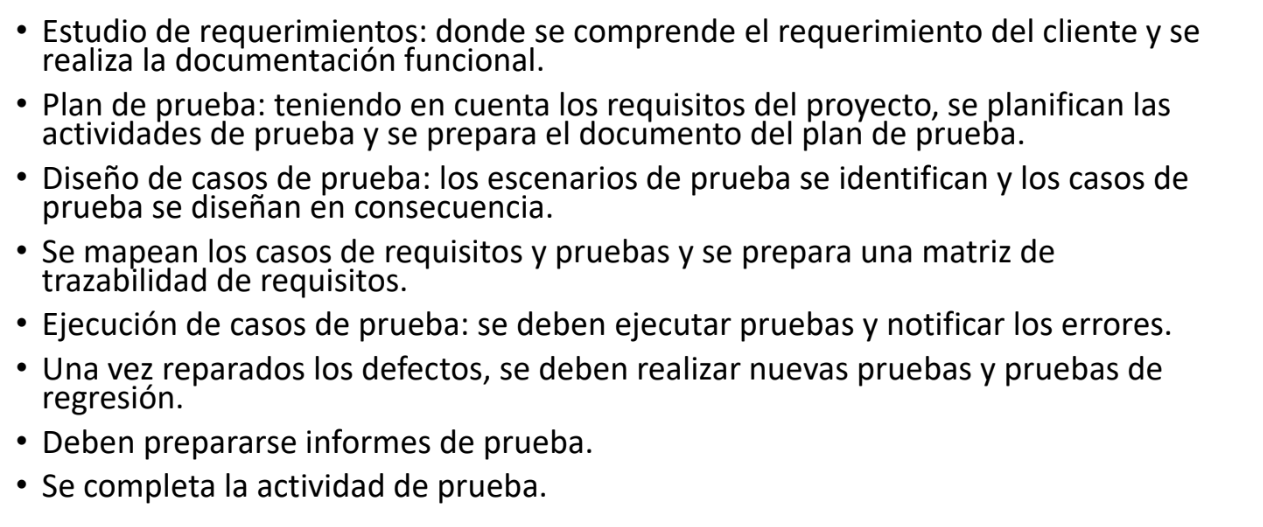 • Estudio de requerimientos: donde se comprende el requerimiento del cliente y se
realiza la documentación funcional.
• Plan de prueba: teniendo en cuenta los requisitos del proyecto, se planifican las
actividades de prueba y se prepara el documento del plan de prueba.
• Diseño de casos de prueba: los escenarios de prueba se identifican y los casos de
prueba se diseñan en consecuencia.
• Se mapean los casos de requisitos y pruebas y se prepara una matriz de
trazabilidad de requisitos.
• Ejecución de casos de prueba: se deben ejecutar pruebas y notificar los errores.
• Una vez reparados los defectos, se deben realizar nuevas pruebas y pruebas de
regresión.
• Deben prepararse informes de prueba.
• Se completa la actividad de prueba.